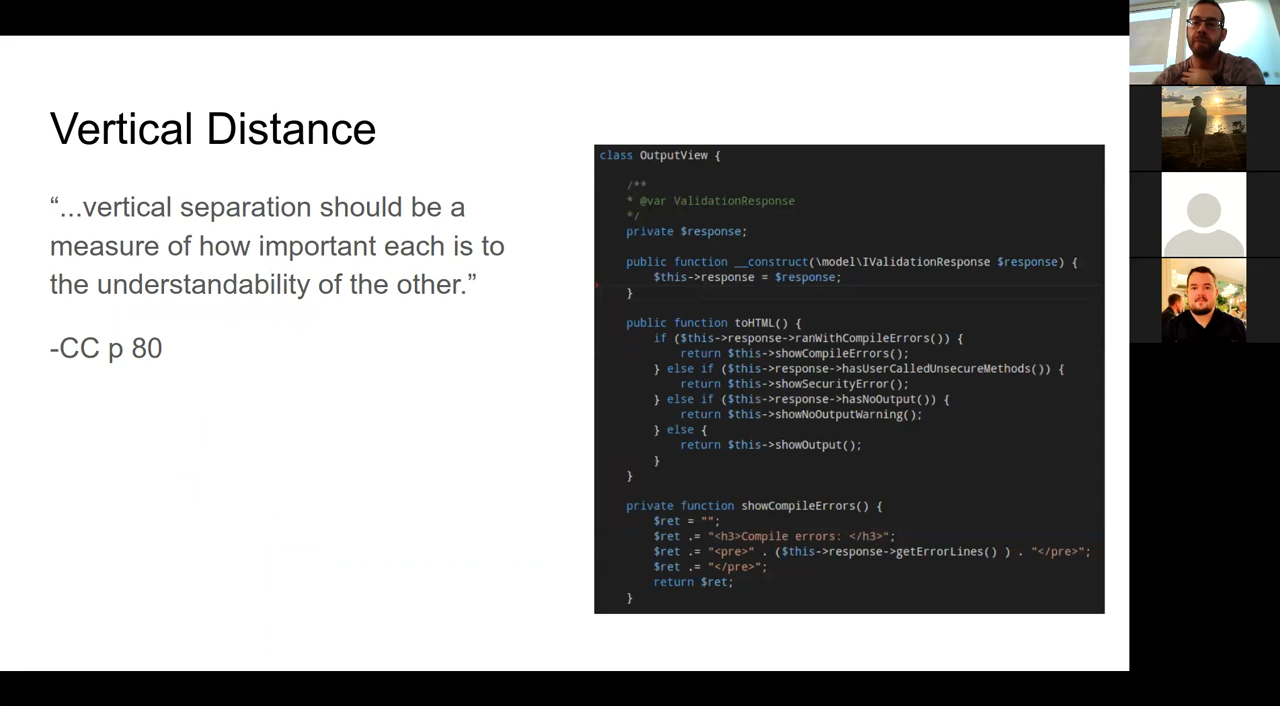 Vertical Distance
“...vertical separation should be a
measure of how important each is to
the understandability of the other.”
-CC p 80
class OutputView {
/**
* @var ValidationResponse
*/
private $response;
public function __construct(\model\IValidationResponse $response) {
$this->response = $response;
}
public function toHTML() {
if ($this->response->ranWithCompileErrors()) {
return $this->showCompileErrors();
} else if ($this->response->hasUserCalledUnsecureMethods()) {
return $this->showSecurityError();
} else if ($this->response->hasNoOutput()) {
return $this->showNoOutputWarning();
} else {
return $this->showOutput();
}
}
private function showCompileErrors() {
$ret = "";
$ret .= "<h3>Compile errors: </h3>";
$ret .= "<pre>" . ($this->response->getErrorLines() ) . "</pre>";
$ret .= "</pre>";
return $ret;
}